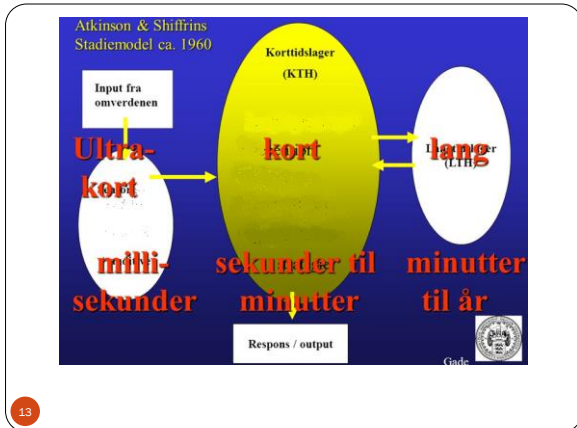 Atkinson & Shiffrins
Stadiemodel ca. 1960
Korttidslager
(KTH)
Input fra
omverdenen
Ultra-
kort
kort
lang
(LTH)
milli-
sekunder
sekunder til
minutter
minutter
til år
Respons / output
Gade
13